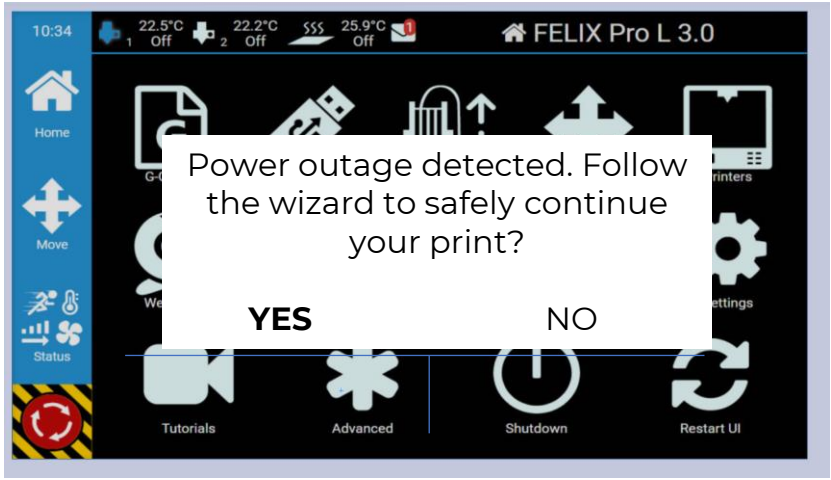 10:34
1 22.5°C Off
2 22.2°C Off
25.9°C Off
1
FELIX Pro L 3.0
Home
Move
Status
Power outage detected. Follow
the wizard to safely continue
your print?
YES
NO
Tutorials
Advanced
Shutdown
Restart UI